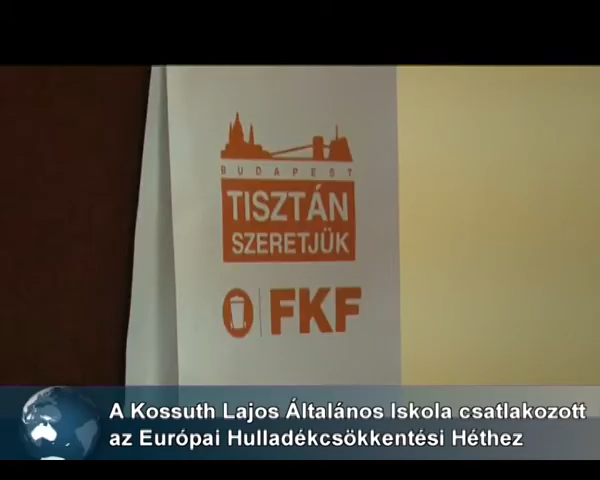 BUDAPEST
TISZTÁN
SZERETJÜK
FKF
A Kossuth Lajos Általános Iskola csatlakozott
az Európai Hulladékcsökkentési Héthez